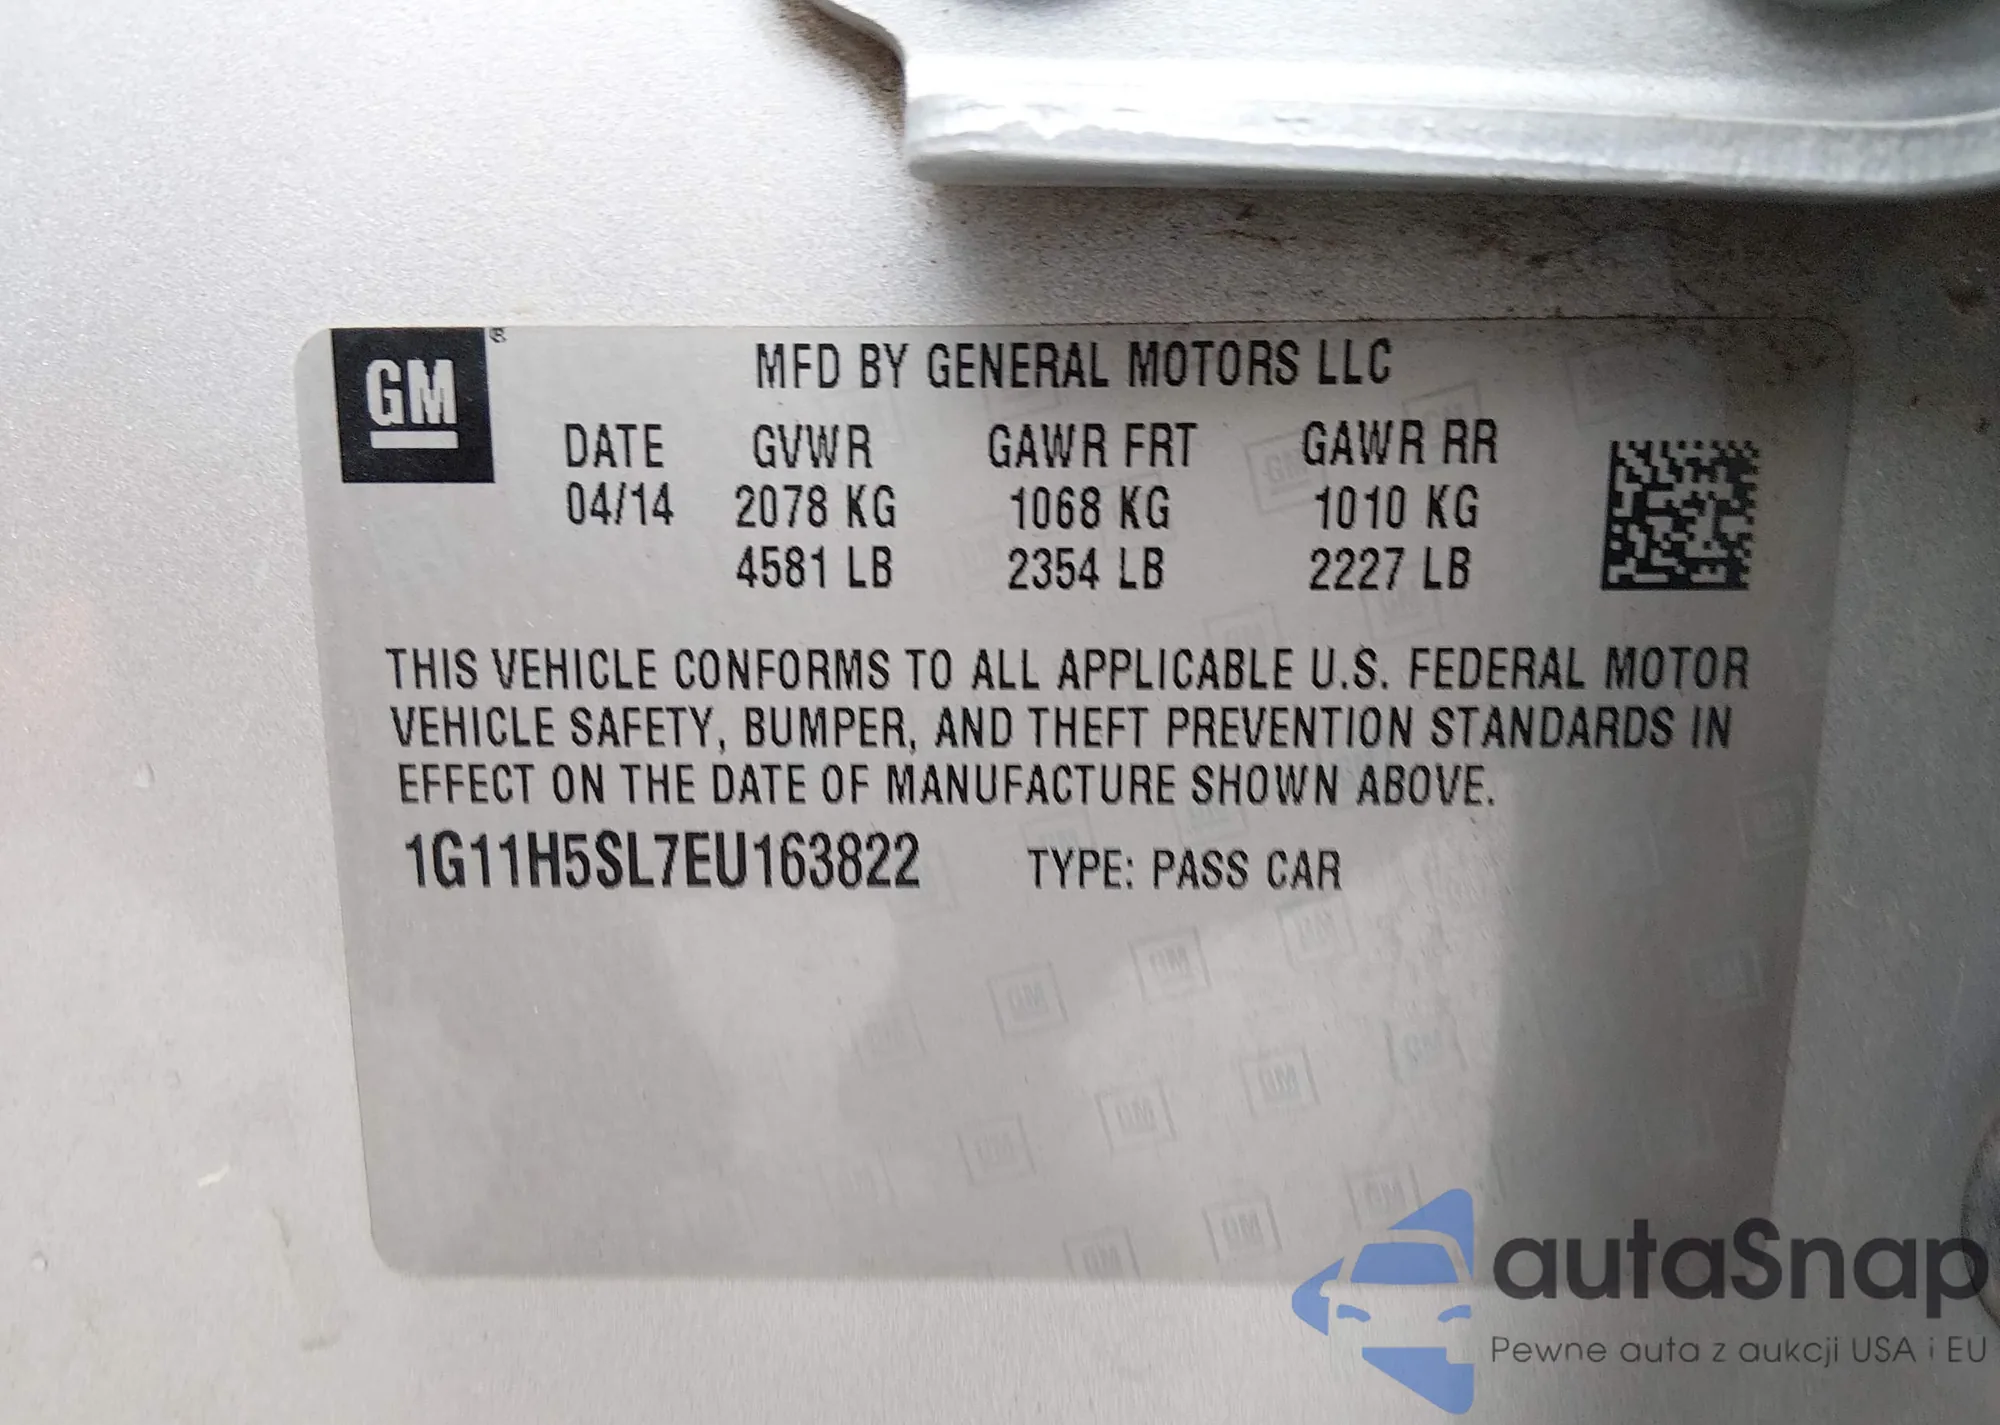 GM ®
MFD BY GENERAL MOTORS LLC
DATE GVWR GAWR FRT GAWR RR
04/14 2078 KG 1068 KG 1010 KG
4581 LB 2354 LB 2227 LB
THIS VEHICLE CONFORMS TO ALL APPLICABLE U.S. FEDERAL MOTOR
VEHICLE SAFETY, BUMPER, AND THEFT PREVENTION STANDARDS IN
EFFECT ON THE DATE OF MANUFACTURE SHOWN ABOVE.
1G11H5SL7EU163822 TYPE: PASS CAR
autaSnap
Pewne auta z aukcji USA i EU